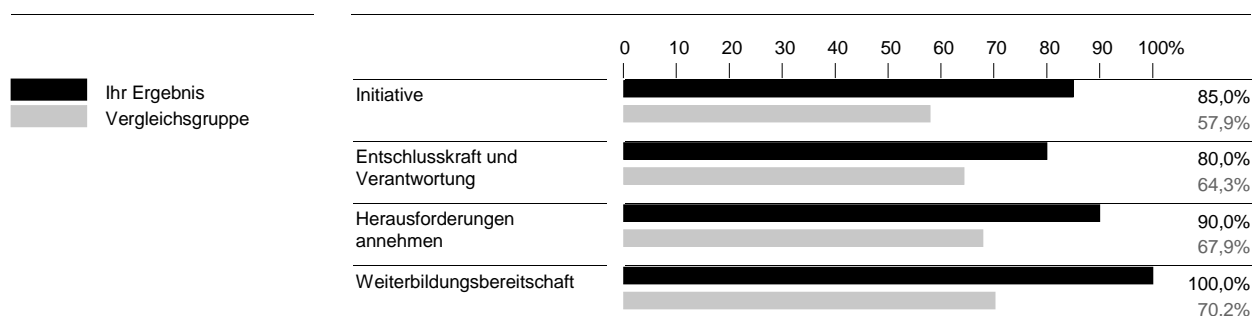 0 10 20 30 40 50 60 70 80 90 100%
Ihr Ergebnis
Vergleichsgruppe
Initiative
85,0%
57,9%
Entschlusskraft und
Verantwortung
80,0%
64,3%
Herausforderungen
annehmen
90,0%
67,9%
Weiterbildungsbereitschaft
100,0%
70,2%